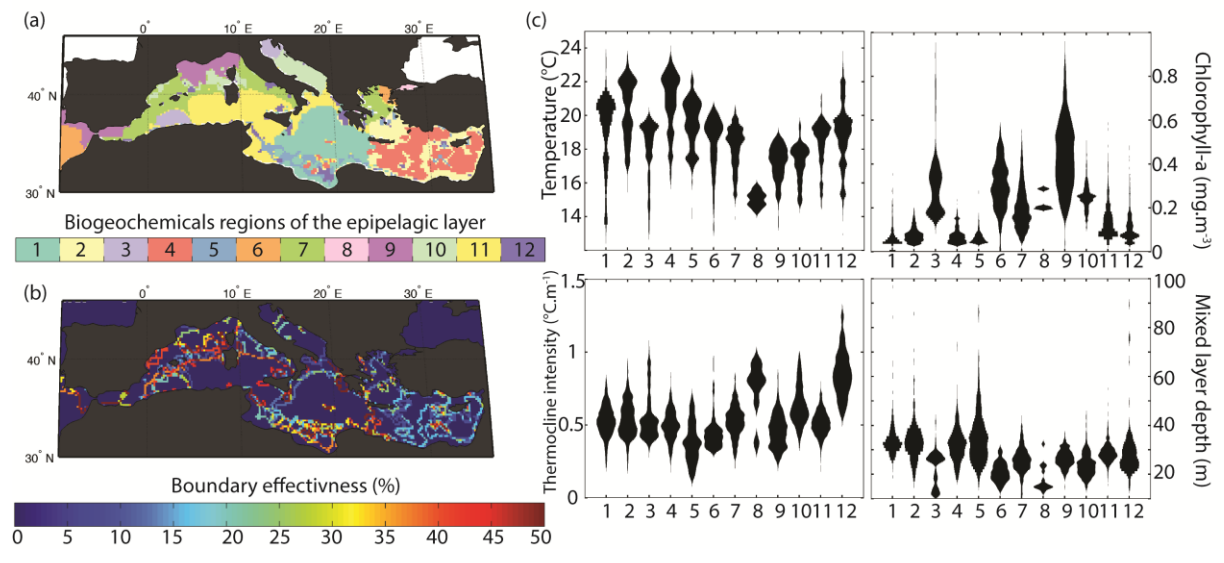 (a)
0° 10° E 20° E 30° E
40° N
30° N
Biogeochemicals regions of the epipelagic layer
1 2 3 4 5 6 7 8 9 10 11 12
(b)
0° 10° E 20° E 30° E
40° N
30° N
Boundary effectivness (%)
0 5 10 15 20 25 30 35 40 45 50
(c)
Temperature (°C)
24
22
20
18
16
14
1 2 3 4 5 6 7 8 9 10 11 12
Chlorophyll-a (mg.m-3)
0.8
0.6
0.4
0.2
0
1 2 3 4 5 6 7 8 9 10 11 12
Thermocline intensity (°C.m-1)
1.5
1
0.5
0
1 2 3 4 5 6 7 8 9 10 11 12
Mixed layer depth (m)
100
80
60
40
20
1 2 3 4 5 6 7 8 9 10 11 12